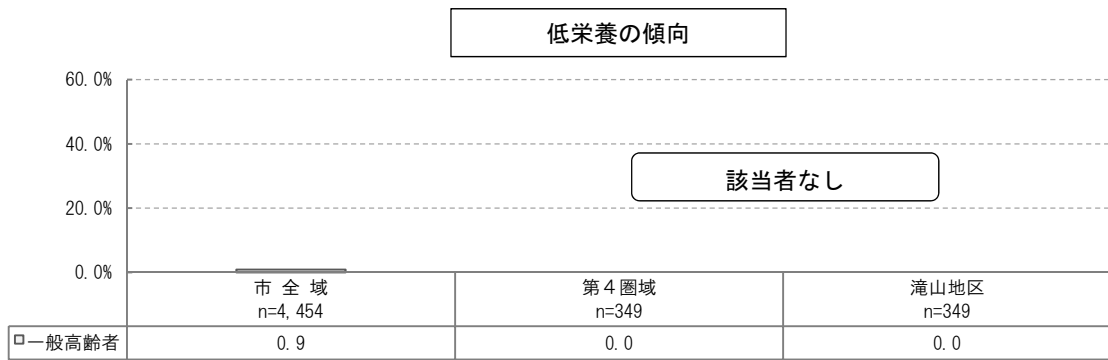 低栄養の傾向
60.0%
40.0%
該当者なし
20.0%
0.0%
市 全 域 第４圏域 滝山地区
n=4,454 n=349 n=349
一般高齢者 0.9 0.0 0.0